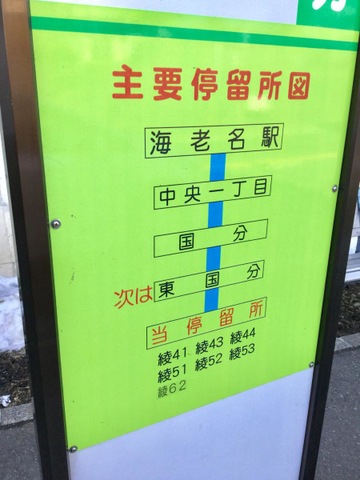 主要停留所図
海老名駅
中央一丁目
国分
次は 東国分
当停留所
綾41 綾43 綾44
綾51 綾52 綾53
綾62